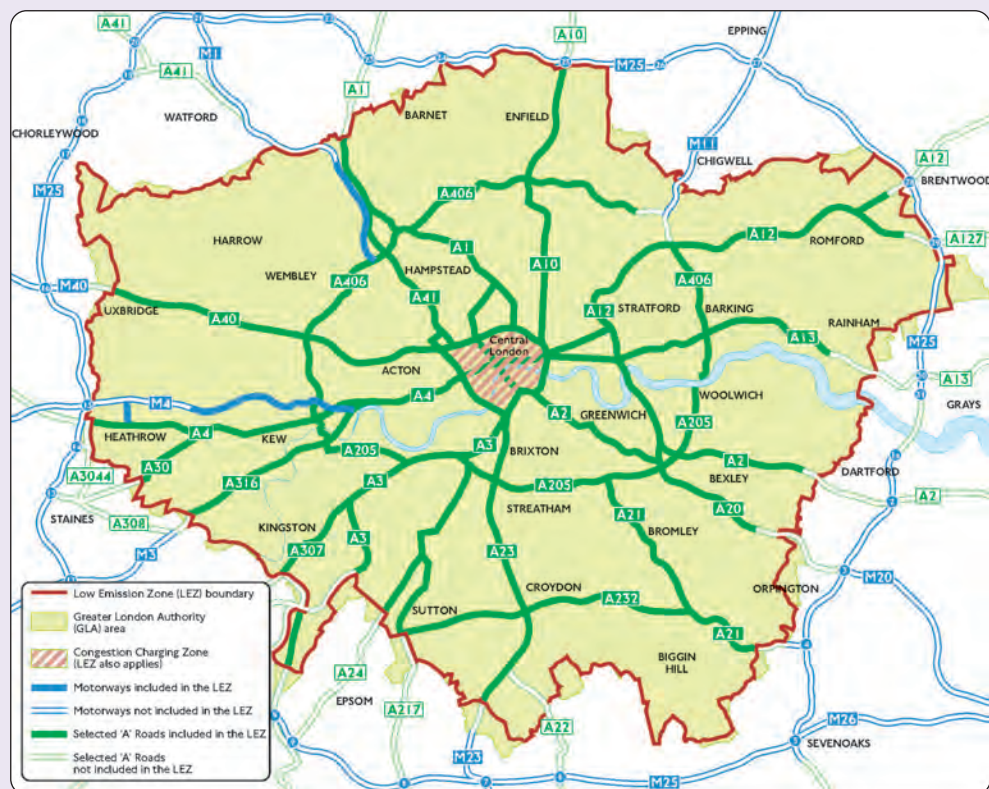 A41
A10
EPPING
M1
M25
A41
A1
BARNET
ENFIELD
WATFORD
CHORLEYWOOD
M11
CHIGWELL
A12
BRENTWOOD
M25
A406
HARROW
A1
A12
ROMFORD
A127
WEMBLEY
A406
HAMPSTEAD
A10
A406
M40
A41
STRATFORD
BARKING
UXBRIDGE
A40
A12
RAINHAM
Central
London
A13
M25
ACTON
A13
M4
A4
WOOLWICH
GRAYS
HEATHROW
A4
KEW
A2
GREENWICH
A205
A3
BRIXTON
A205
A30
A2
DARTFORD
A3044
A316
A3
BEXLEY
A205
A2
STAINES
A308
STREATHAM
A21
A20
KINGSTON
BROMLEY
M3
A307
A3
A23
M20
ORPINGTON
CROYDON
A232
SUTTON
A21
BIGGIN
HILL
A24
EPSOM
A217
A22
M26
M23
M25
SEVENOAKS
Low Emission Zone (LEZ) boundary
Greater London Authority
(GLA) area
Congestion Charging Zone
(LEZ also applies)
Motorways included in the LEZ
Motorways not included in the LEZ
Selected 'A' Roads included in the LEZ
Selected 'A' Roads
not included in the LEZ